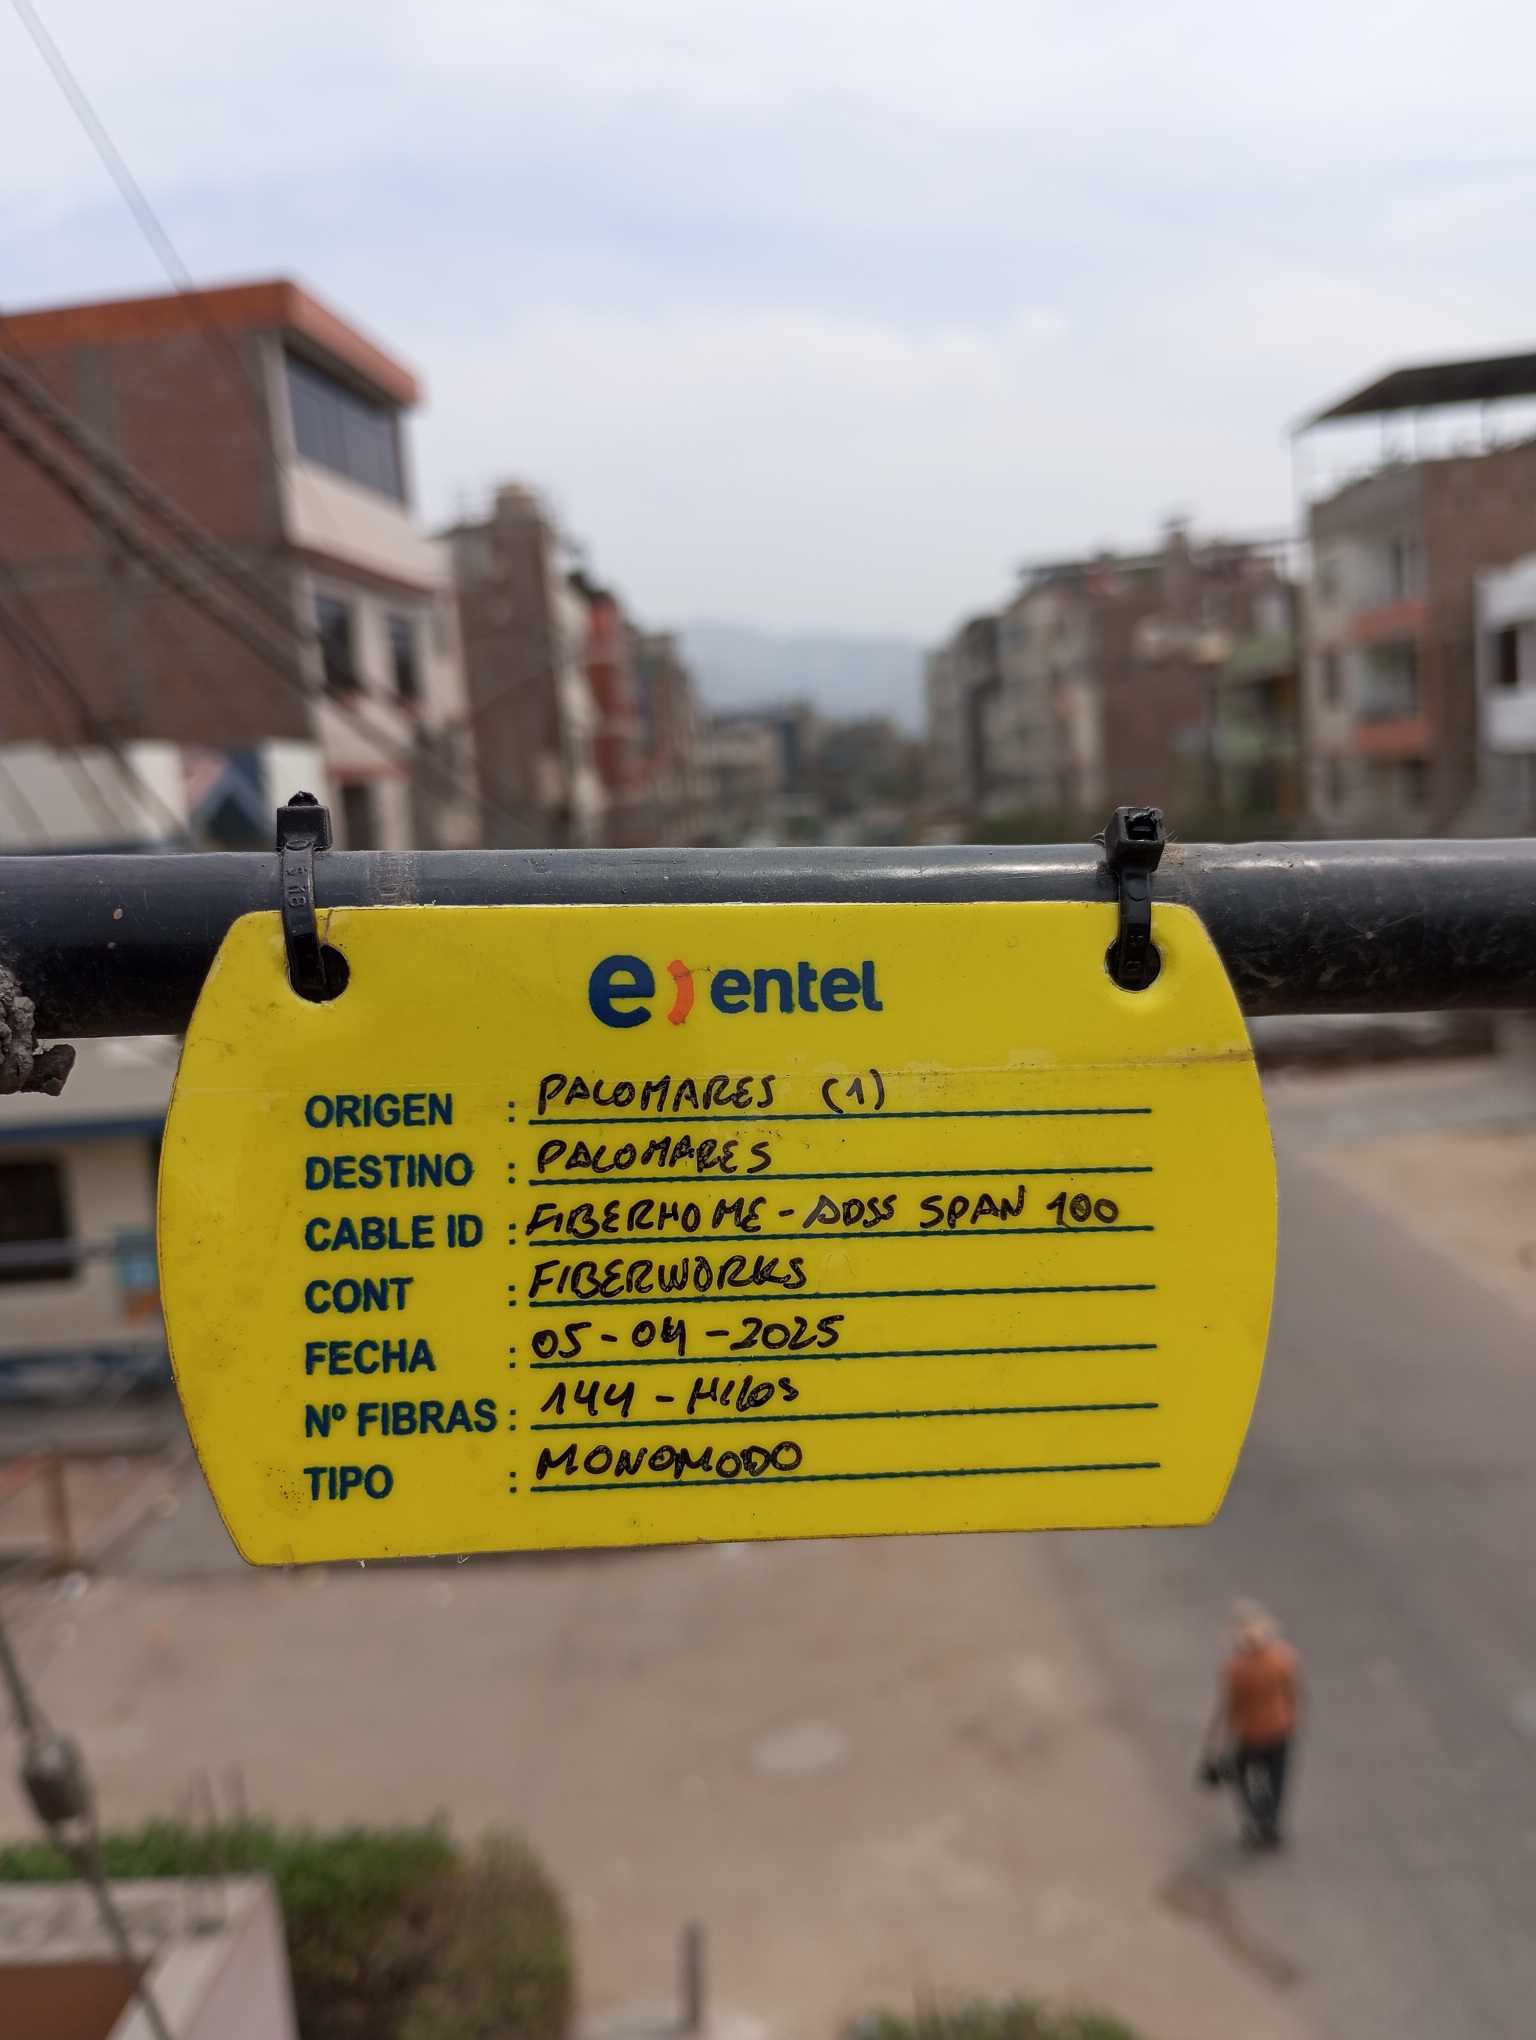 e) entel
ORIGEN : PALOMARES (1)
DESTINO : PALOMARES
CABLE ID : FIBERHOME - ADSS SPAN 100
CONT : FIBERWORKS
FECHA : 05-04-2025
Nº FIBRAS : 144 - HILOS
TIPO : MONOMODO